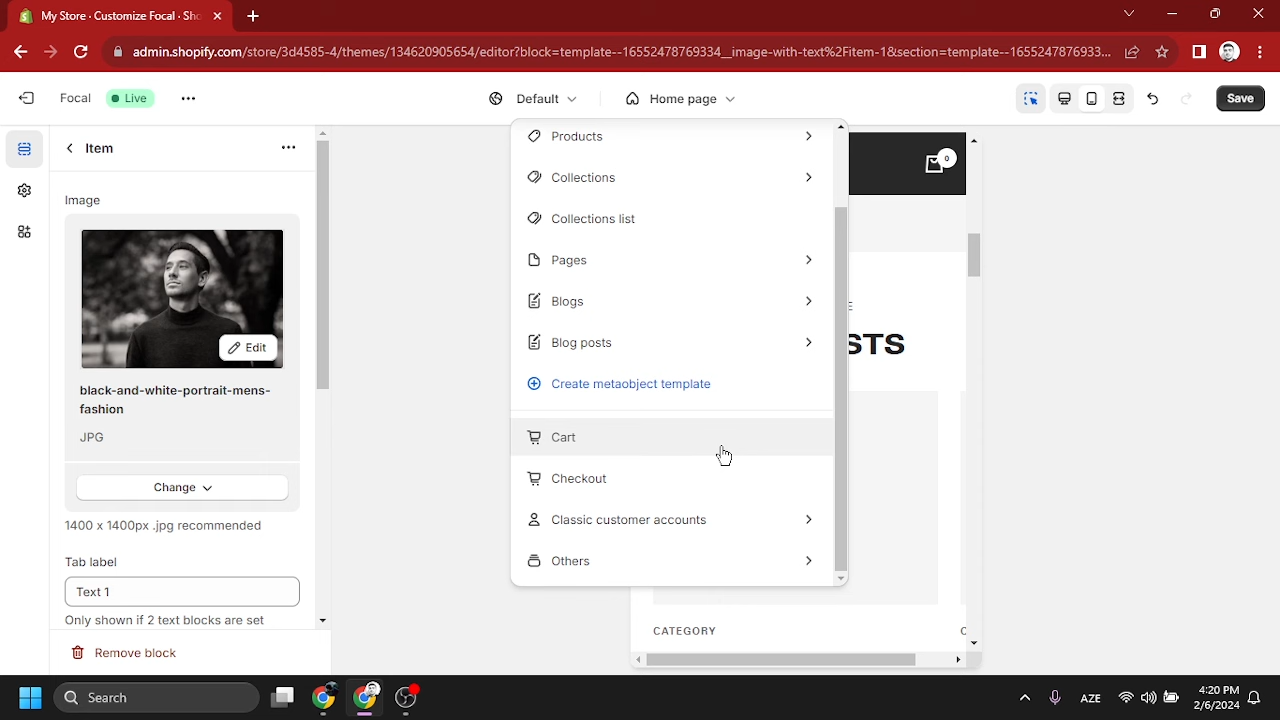 My Store · Customize Focal · Sho
admin.shopify.com/store/3d4585-4/themes/134620905654/editor?block=template--16552478769334__image-with-text%2Fitem-1&section=template--1655247876933...
Focal
Live
Default
Home page
Save
Item
Image
Edit
black-and-white-portrait-mens-
fashion
JPG
Change
1400 x 1400px .jpg recommended
Tab label
Text 1
Only shown if 2 text blocks are set
Remove block
Products
Collections
Collections list
Pages
Blogs
Blog posts
Create metaobject template
Cart
Checkout
Classic customer accounts
Others
0
E
STS
CATEGORY
C
Search
AZE
4:20 PM
2/6/2024